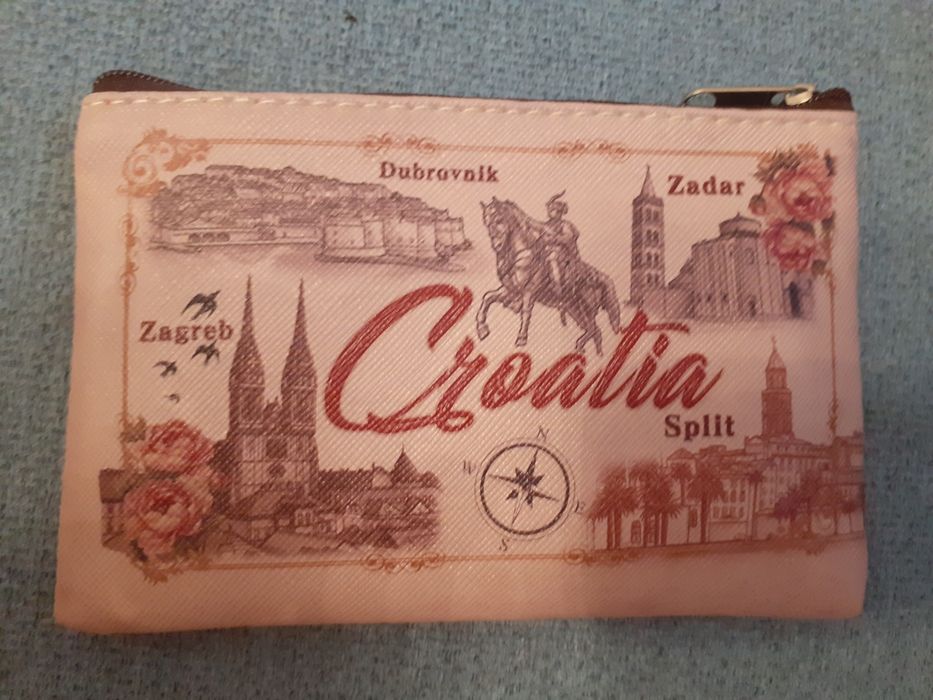 Dubrovnik
Zadar
Zagreb
Croatia
Split
N
W
E
S